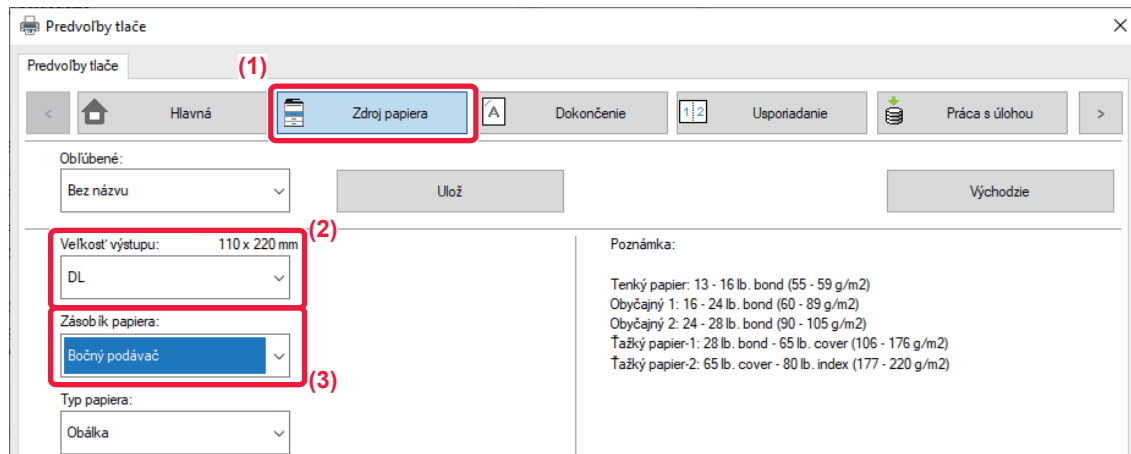 Predvoľby tlače
Predvoľby tlače
(1)
< Hlavná Zdroj papiera A Dokončenie 1 2 Usporiadanie Práca s úlohou >
Obľúbené:
Bez názvu Ulož Východzie
(2)
Veľkosť výstupu: 110 x 220 mm
DL
Zásobík papiera:
Bočný podávač
(3)
Typ papiera:
Obálka
Poznámka:
Tenký papier: 13 - 16 lb. bond (55 - 59 g/m2)
Obyčajný 1: 16 - 24 lb. bond (60 - 89 g/m2)
Obyčajný 2: 24 - 28 lb. bond (90 - 105 g/m2)
Ťažký papier-1: 28 lb. bond - 65 lb. cover (106 - 176 g/m2)
Ťažký papier-2: 65 lb. cover - 80 lb. index (177 - 220 g/m2)